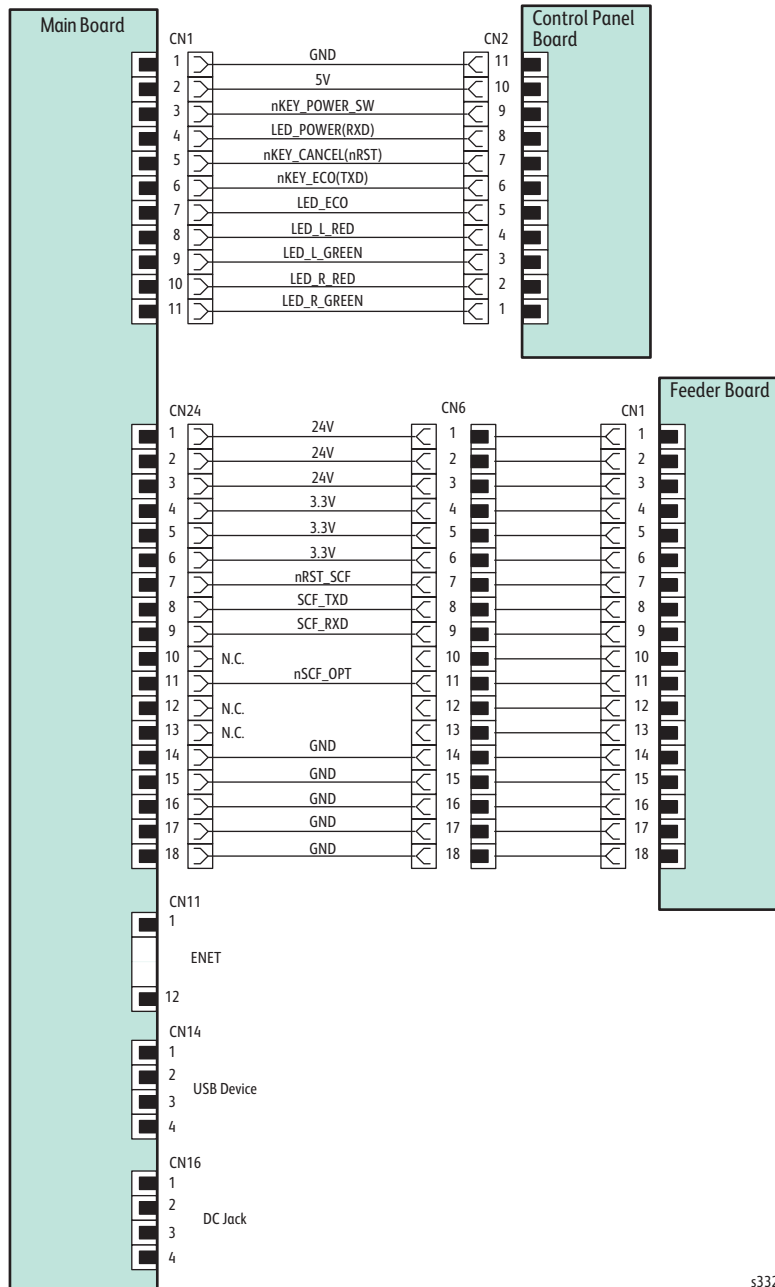 Main Board
Control Panel
Board
CN1
CN2
1 GND 11
2 5V 10
3 nKEY_POWER_SW 9
4 LED_POWER(RXD) 8
5 nKEY_CANCEL(nRST) 7
6 nKEY_ECO(TXD) 6
7 LED_ECO 5
8 LED_L_RED 4
9 LED_L_GREEN 3
10 LED_R_RED 2
11 LED_R_GREEN 1
Feeder Board
CN24
CN6
CN1
1 24V 1 1
2 24V 2 2
3 24V 3 3
4 3.3V 4 4
5 3.3V 5 5
6 3.3V 6 6
7 nRST_SCF 7 7
8 SCF_TXD 8 8
9 SCF_RXD 9 9
10 N.C. 10 10
11 nSCF_OPT 11 11
12 N.C. 12 12
13 N.C. 13 13
14 GND 14 14
15 GND 15 15
16 GND 16 16
17 GND 17 17
18 GND 18 18
CN11
1
ENET
12
CN14
1
2
USB Device
3
4
CN16
1
2
DC Jack
3
4